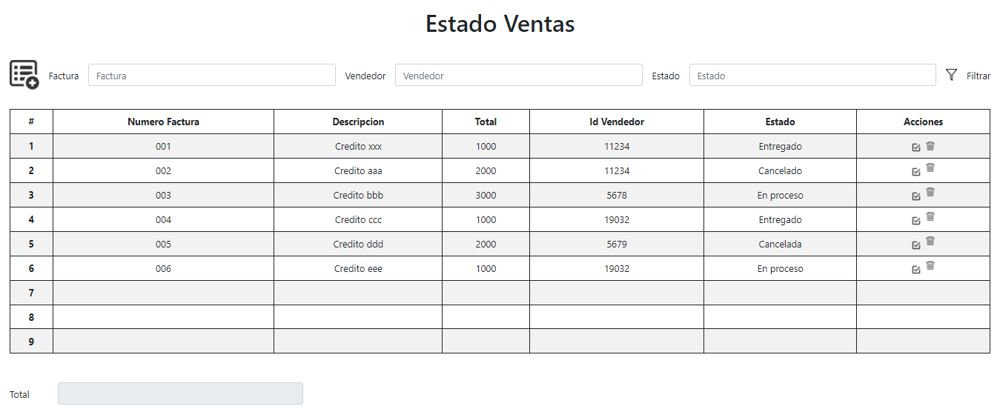 Estado Ventas
Factura Factura Vendedor Vendedor Estado Estado Filtrar
# Numero Factura Descripcion Total Id Vendedor Estado Acciones
1 001 Credito xxx 1000 11234 Entregado
2 002 Credito aaa 2000 11234 Cancelado
3 003 Credito bbb 3000 5678 En proceso
4 004 Credito ccc 1000 19032 Entregado
5 005 Credito ddd 2000 5679 Cancelada
6 006 Credito eee 1000 19032 En proceso
7
8
9
Total